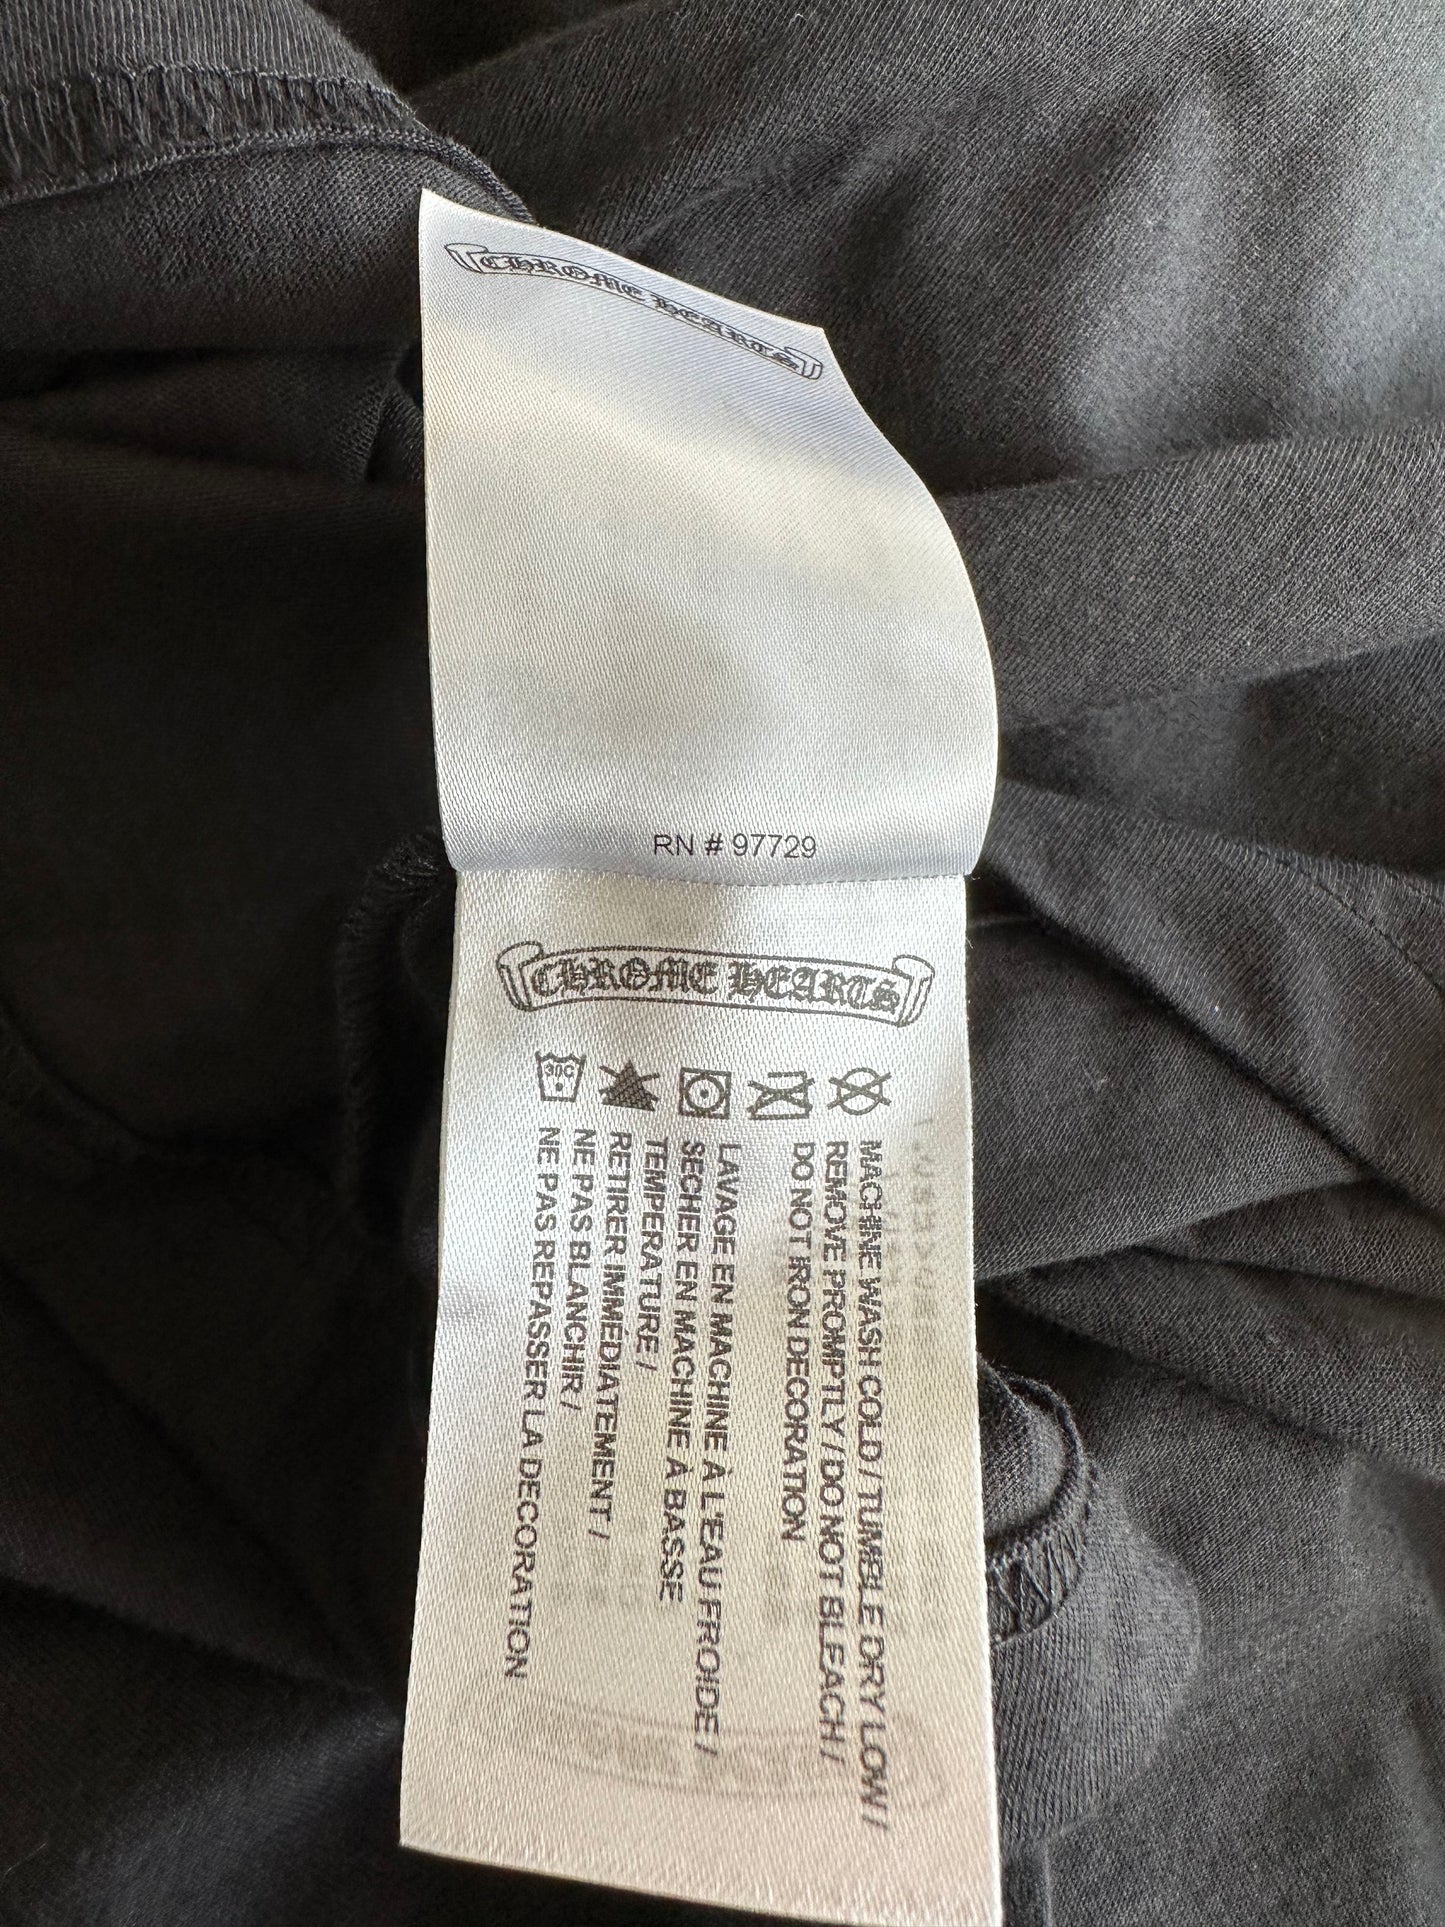 CHROME HEARTS
RN # 97729
CHROME HEARTS
30C
MACHINE WASH COLD / TUMBLE DRY LOW /
REMOVE PROMPTLY / DO NOT BLEACH /
DO NOT IRON DECORATION
LAVAGE EN MACHINE À L'EAU FROIDE /
SECHER EN MACHINE À BASSE
TEMPERATURE /
RETIRER IMMÉDIATEMENT /
NE PAS BLANCHIR /
NE PAS REPASSER LA DECORATION